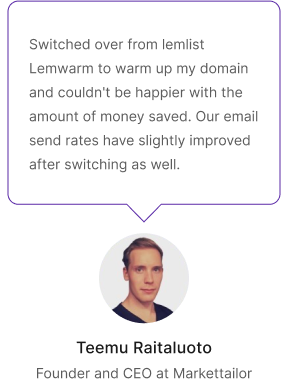 Switched over from lemlist
Lemwarm to warm up my domain
and couldn't be happier with the
amount of money saved. Our email
send rates have slightly improved
after switching as well.
Teemu Raitaluoto
Founder and CEO at Markettailor